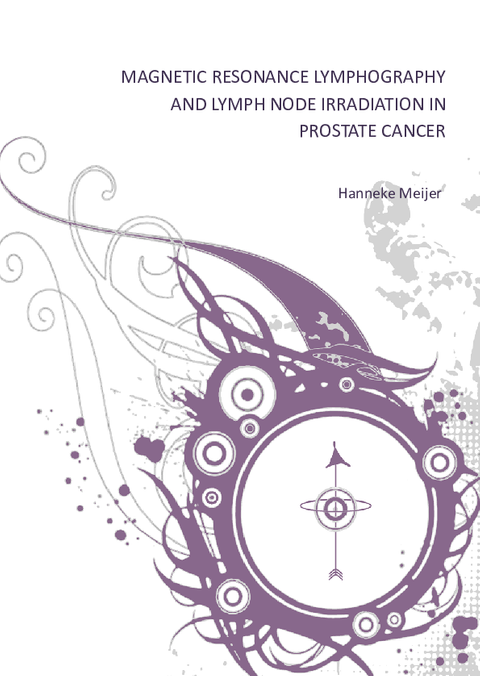 MAGNETIC RESONANCE LYMPHOGRAPHY
AND LYMPH NODE IRRADIATION IN
PROSTATE CANCER
Hanneke Meijer